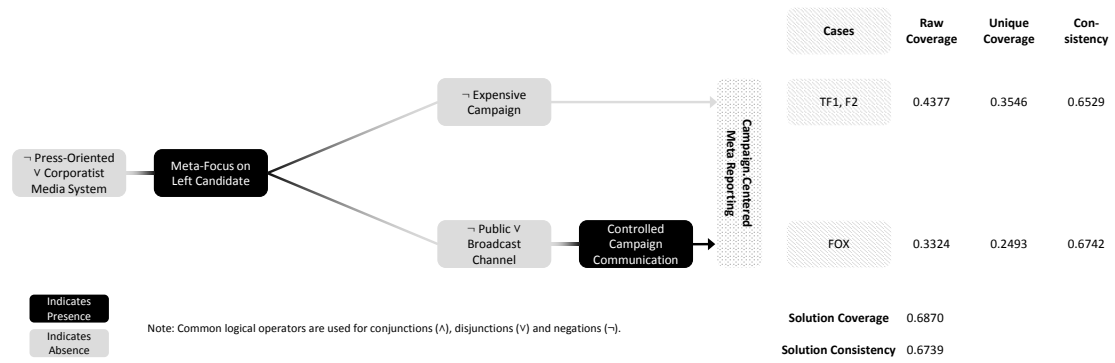 Cases
Raw
Coverage
Unique
Coverage
Con-
sistency
¬ Expensive
Campaign
TF1, F2
0.4377
0.3546
0.6529
¬ Press-Oriented
∨ Corporatist
Media System
Meta-Focus on
Left Candidate
Campaign.Centered
Meta Reporting
¬ Public ∨
Broadcast
Channel
Controlled
Campaign
Communication
FOX
0.3324
0.2493
0.6742
Indicates
Presence
Indicates
Absence
Note: Common logical operators are used for conjunctions (∧), disjunctions (∨) and negations (¬).
Solution Coverage 0.6870
Solution Consistency 0.6739